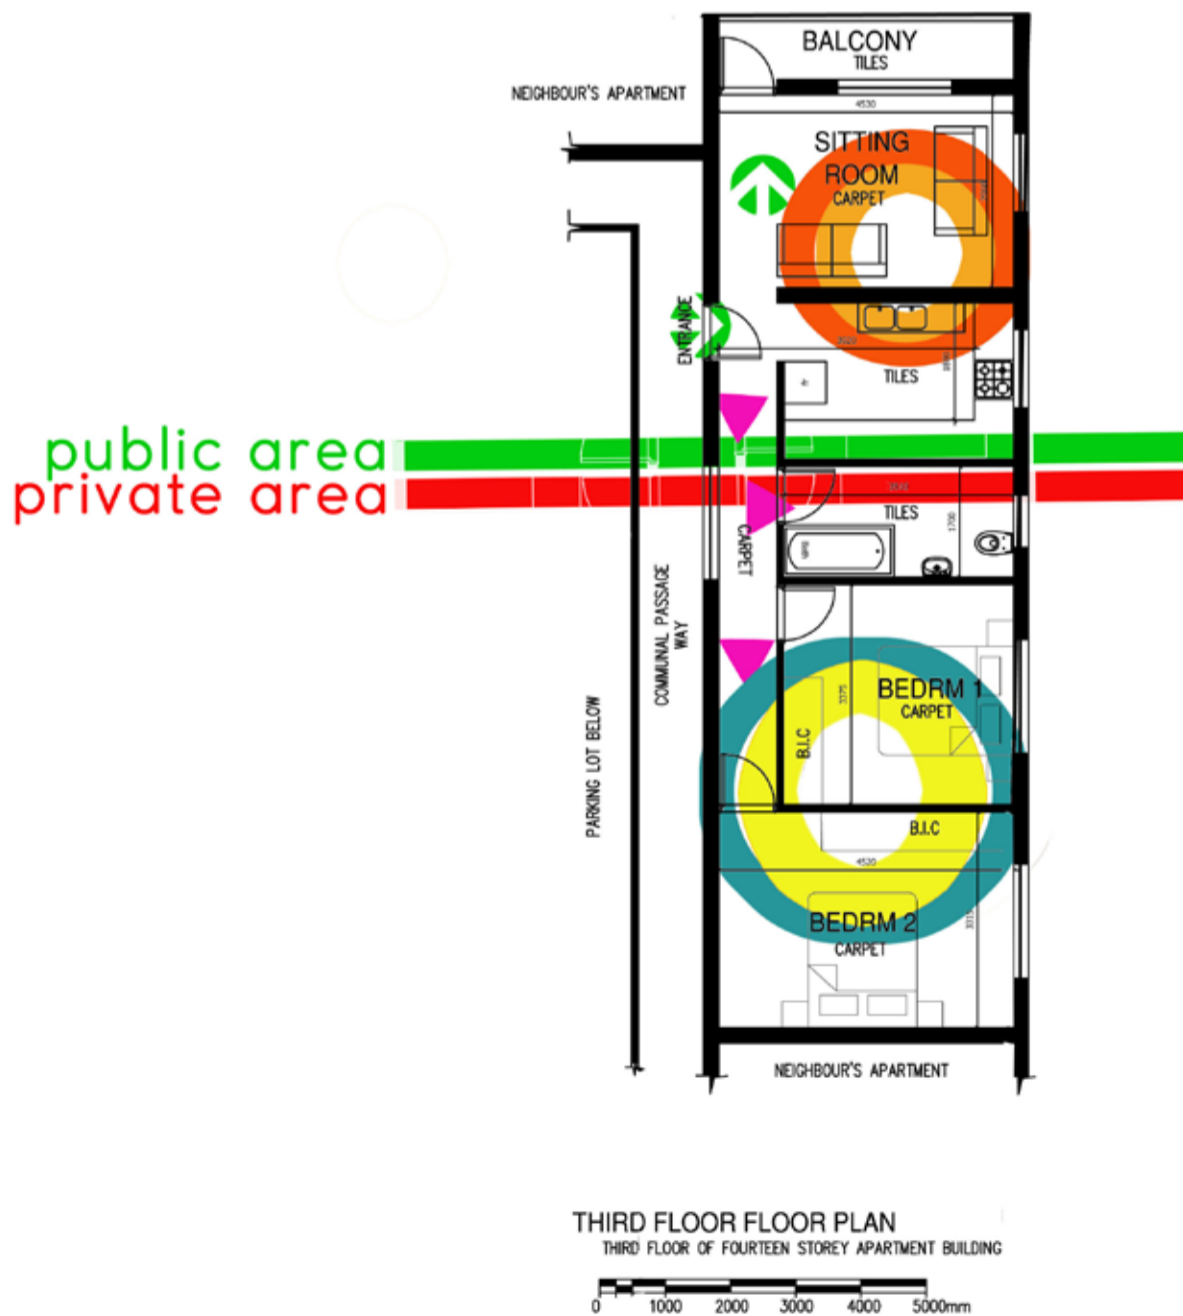 BALCONY
TILES
NEIGHBOUR'S APARTMENT
4530
SITTING
ROOM
CARPET
ENTRANCE
TILES
public area
private area
TILES
1700
CARPET
COMMUNAL PASSAGE
WAY
PARKING LOT BELOW
BEDRM 1
CARPET
3375
B.I.C
B.I.C
4520
BEDRM 2
CARPET
NEIGHBOUR'S APARTMENT
THIRD FLOOR FLOOR PLAN
THIRD FLOOR OF FOURTEEN STOREY APARTMENT BUILDING
0 1000 2000 3000 4000 5000mm